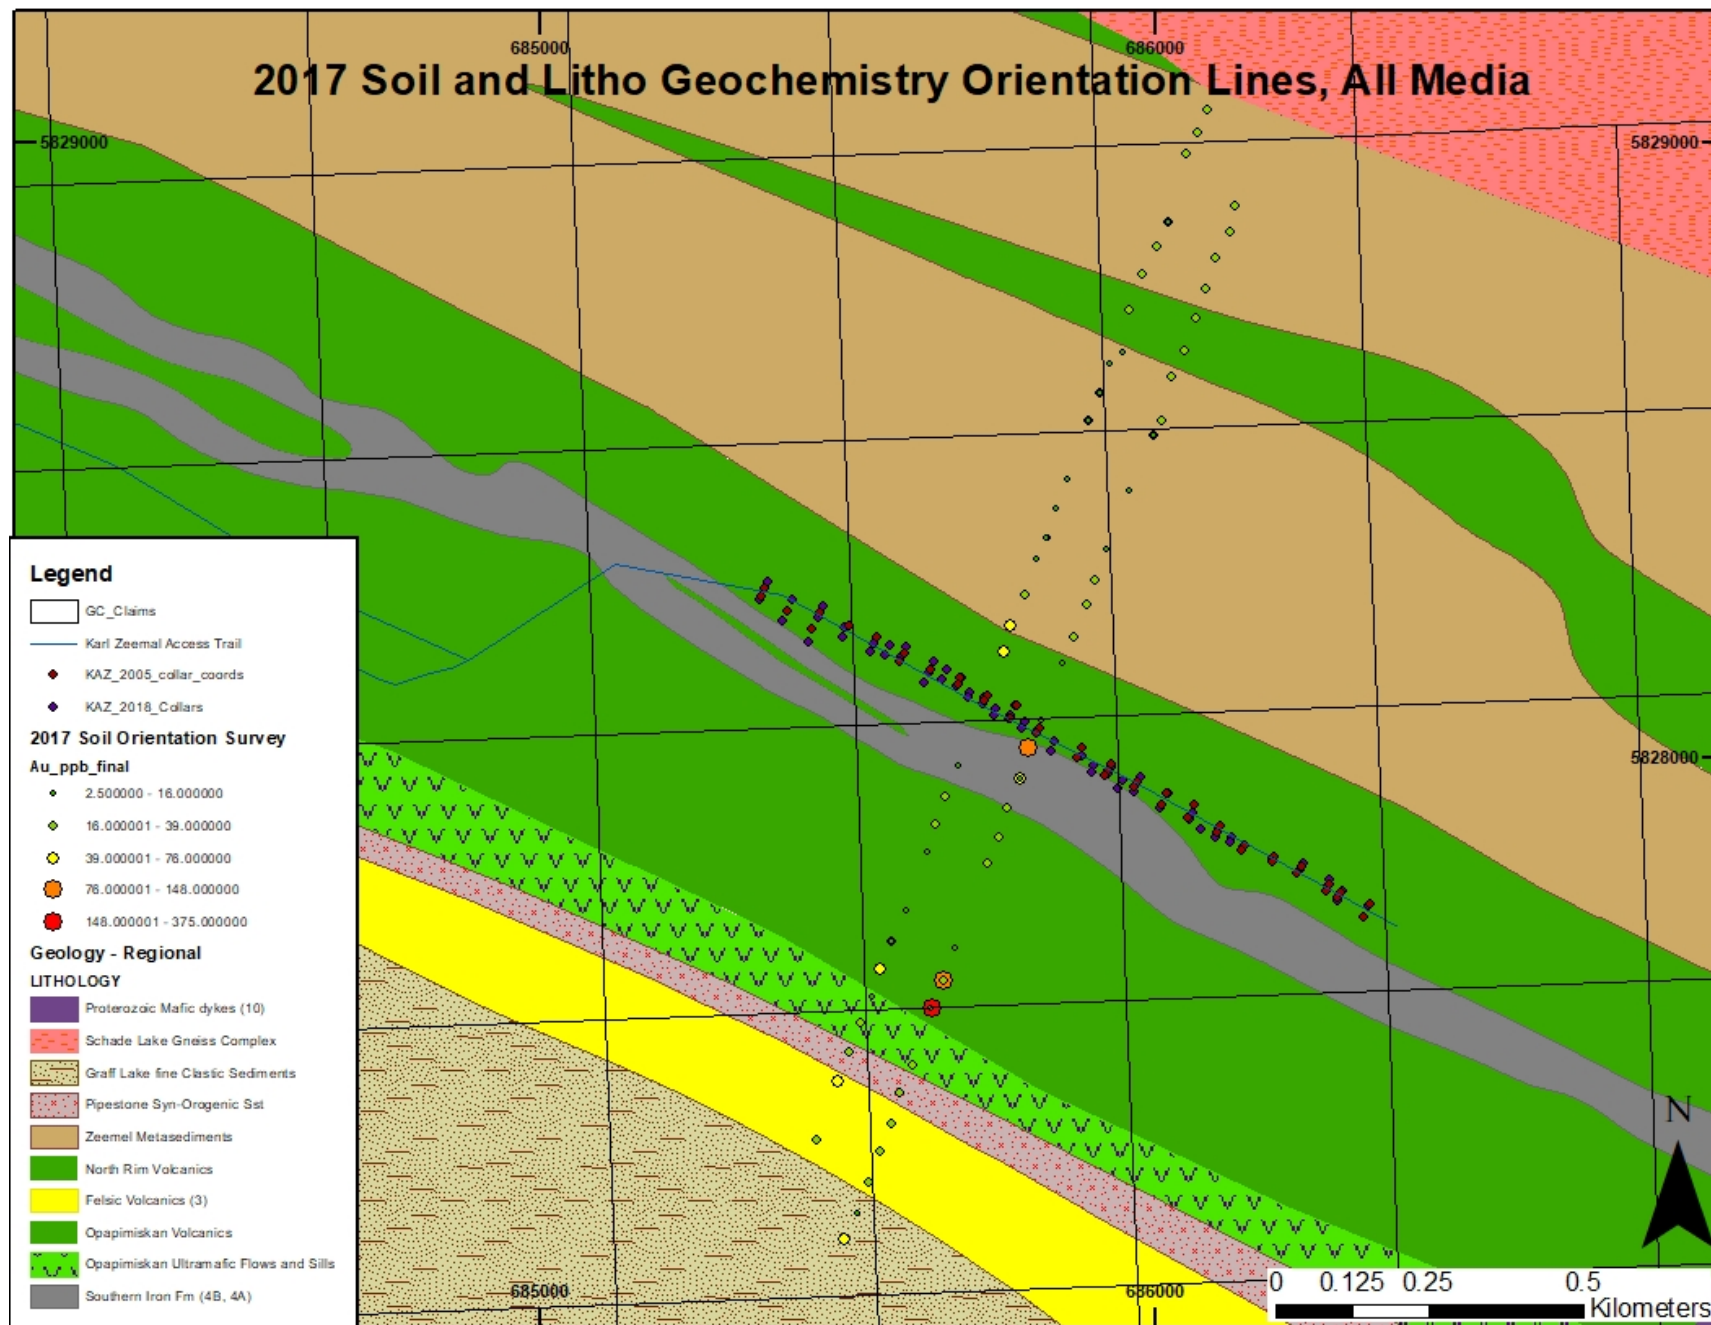 685000
686000
2017 Soil and Litho Geochemistry Orientation Lines, All Media
5829000
5829000
5828000
Legend
GC_Claims
Karl Zeemal Access Trail
KAZ_2005_collar_coords
KAZ_2018_Collars
2017 Soil Orientation Survey
Au_ppb_final
2.500000 - 16.000000
16.000001 - 39.000000
39.000001 - 76.000000
76.000001 - 148.000000
148.000001 - 375.000000
Geology - Regional
LITHOLOGY
Proterozoic Mafic dykes (10)
Schade Lake Gneiss Complex
Graff Lake fine Clastic Sediments
Pipestone Syn-Orogenic Sst
Zeemel Metasediments
North Rim Volcanics
Felsic Volcanics (3)
Opapimiskan Volcanics
Opapimiskan Ultramafic Flows and Sills
Southern Iron Fm (4B, 4A)
N
685000
686000
0 0.125 0.25 0.5
Kilometers